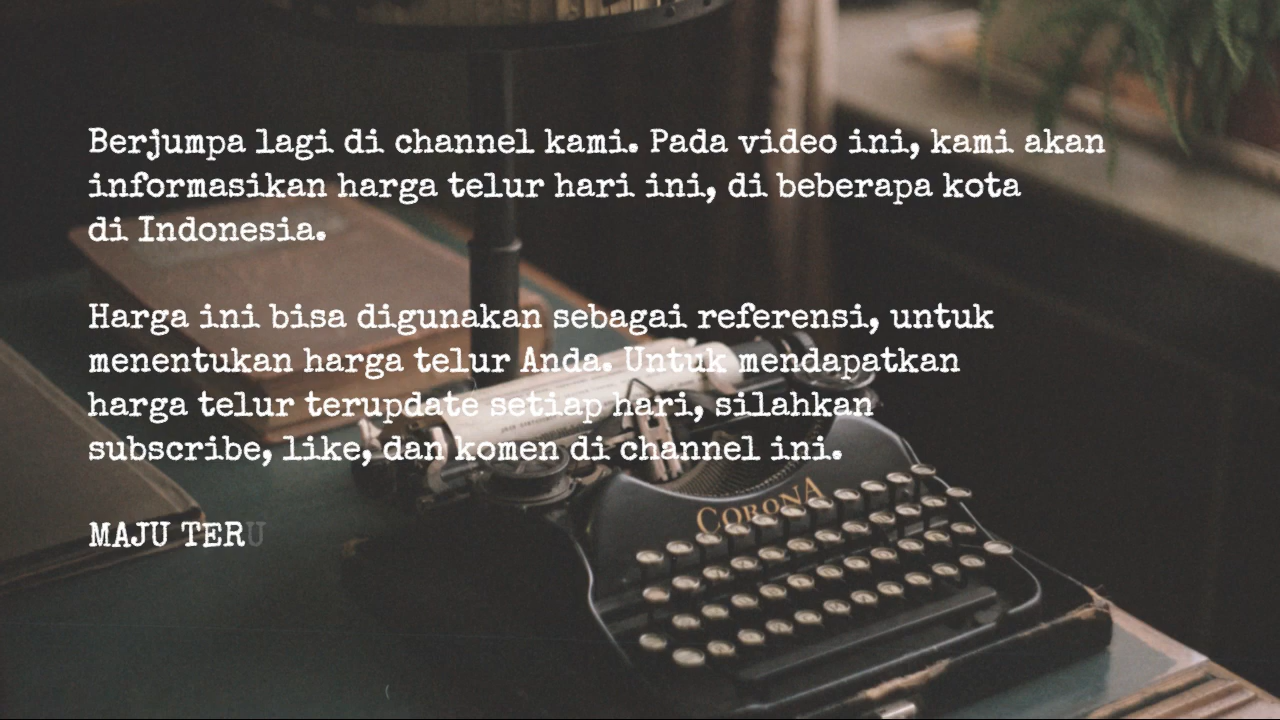 Berjumpa lagi di channel kami. Pada video ini, kami akan
informasikan harga telur hari ini, di beberapa kota
di Indonesia.
Harga ini bisa digunakan sebagai referensi, untuk
menentukan harga telur Anda. Untuk mendapatkan
harga telur terupdate setiap hari, silahkan
subscribe, like, dan komen di channel ini.
MAJU TERU
CORONA